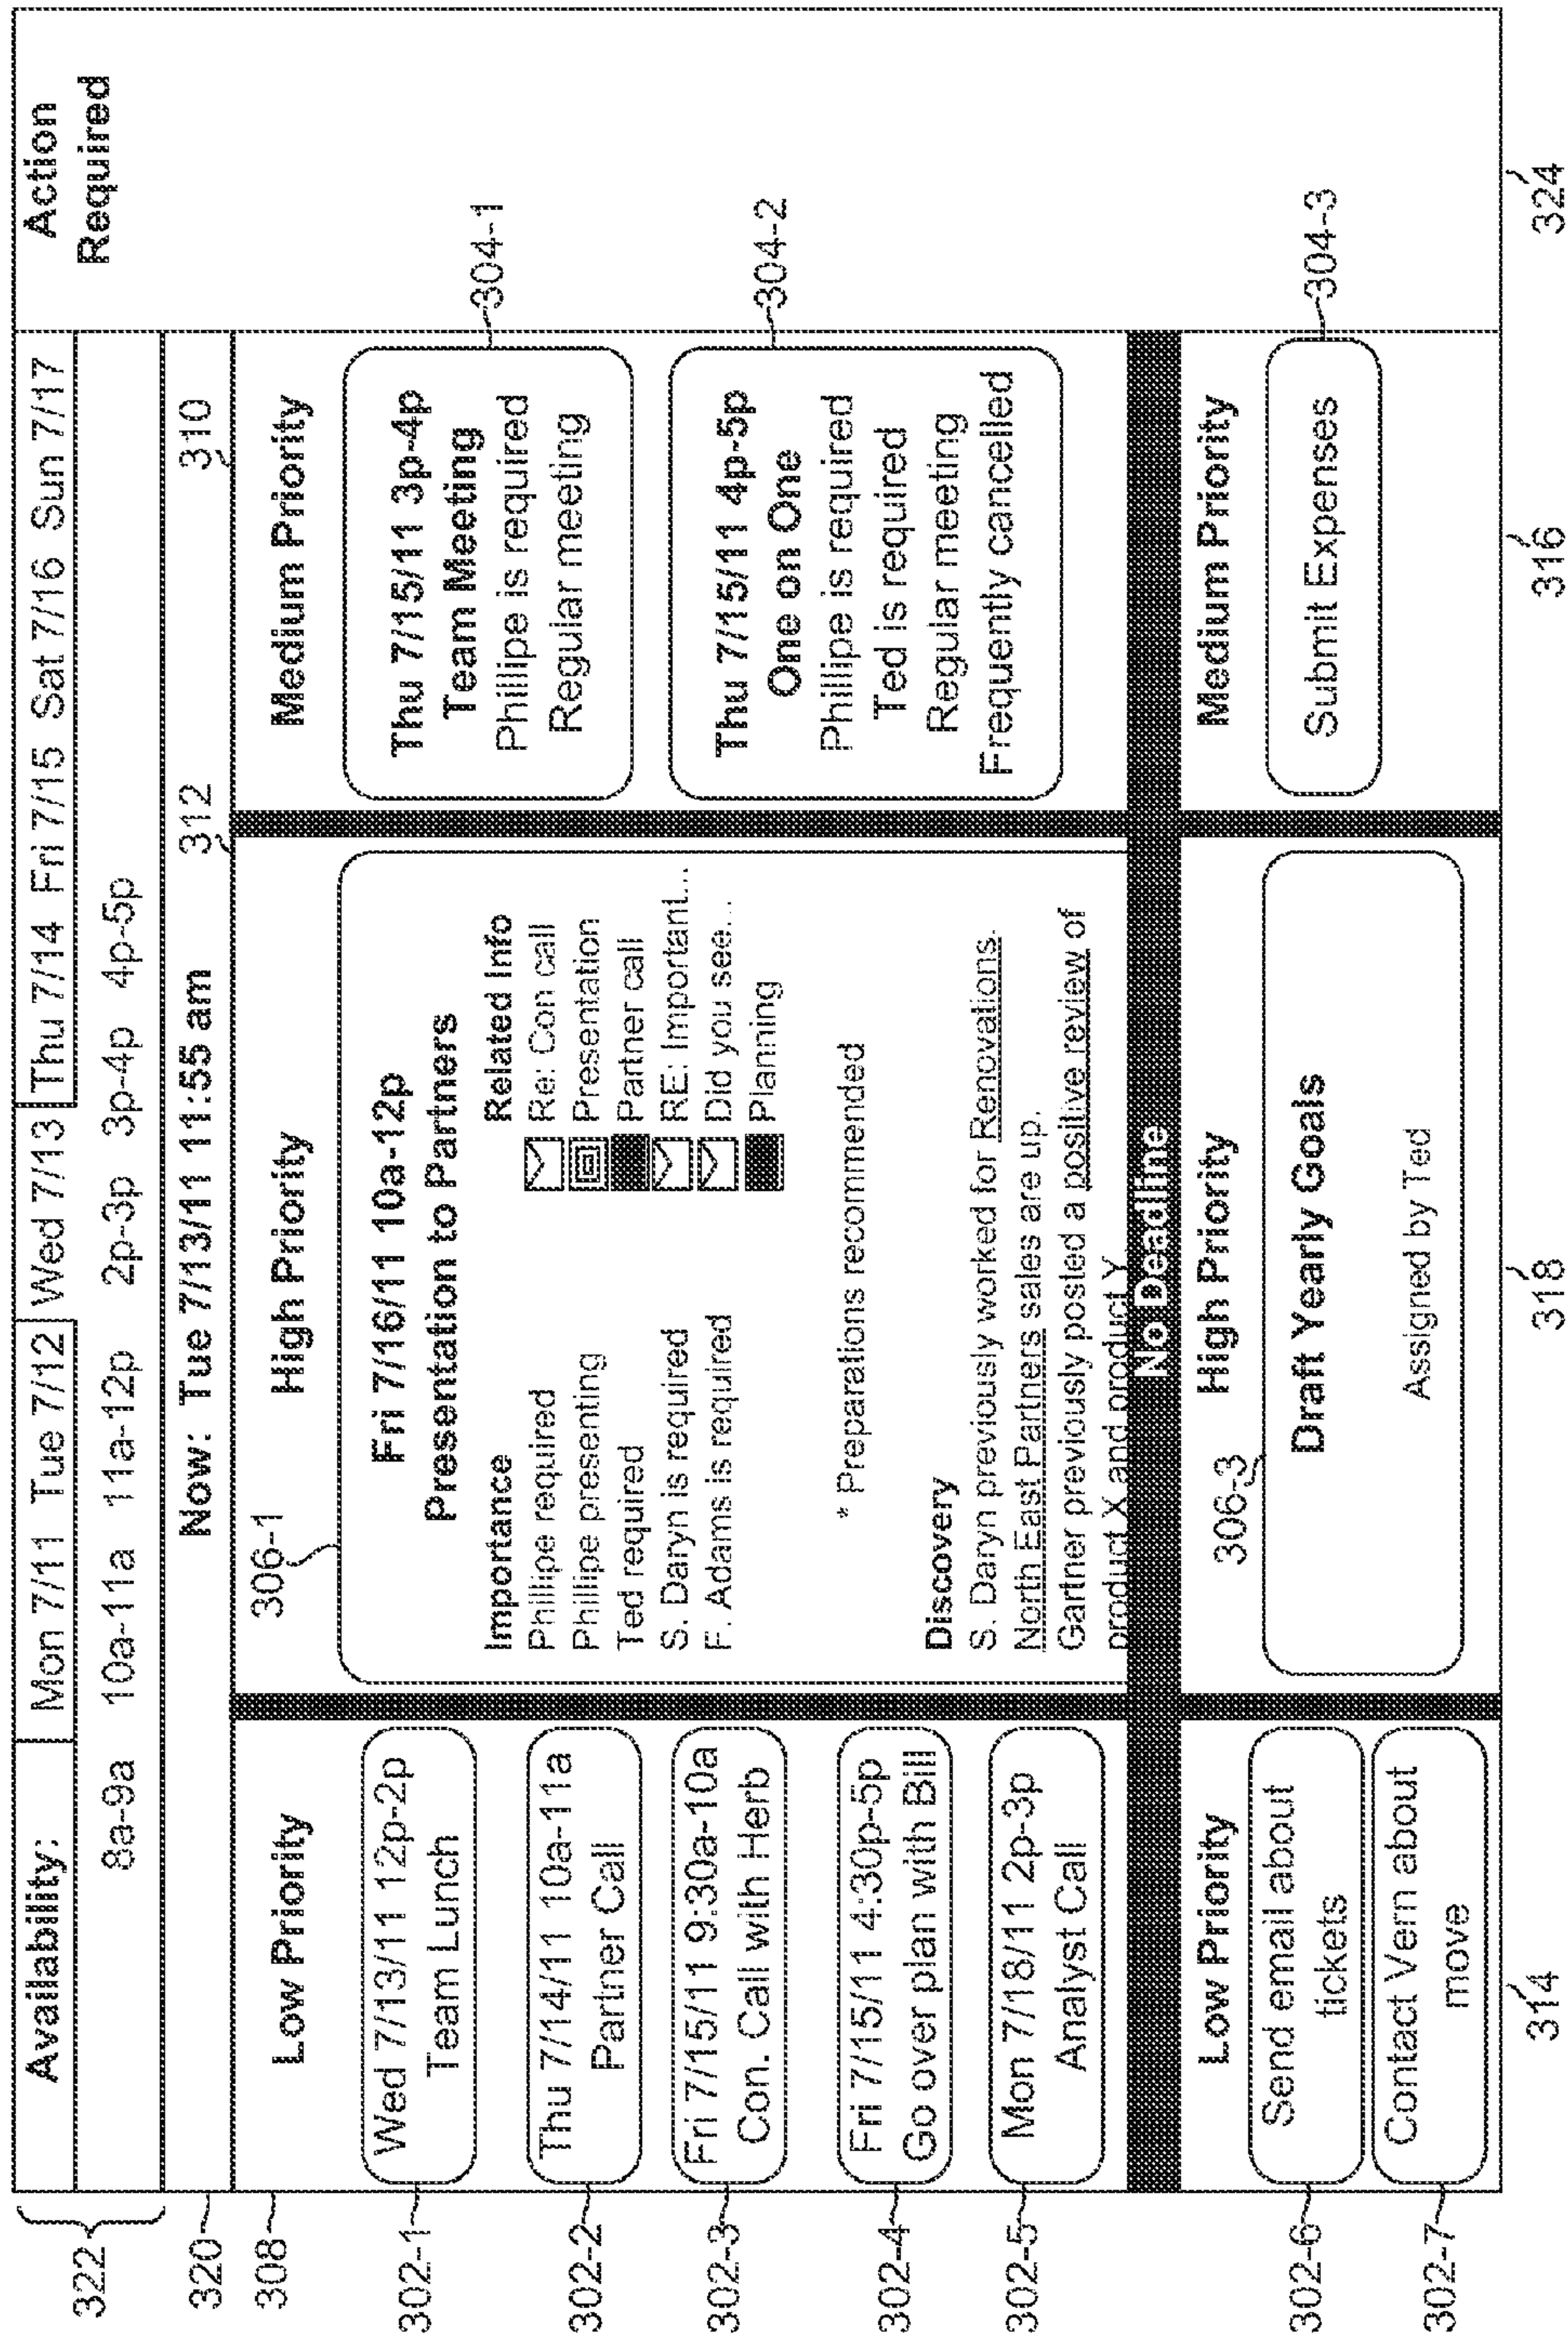 Availability:
Mon 7/11 Tue 7/12 Wed 7/13 Thu 7/14 Fri 7/15 Sat 7/16 Sun 7/17
Action
Required
322
8a-9a 10a-11a 11a-12p 2p-3p 3p-4p 4p-5p
320
Now: Tue 7/13/11 11:55 am
312
310
308
Low Priority
302-1
Wed 7/13/11 12p-2p
Team Lunch
302-2
Thu 7/14/11 10a-11a
Partner Call
302-3
Fri 7/15/11 9:30a-10a
Con. Call with Herb
302-4
Fri 7/15/11 4:30p-5p
Go over plan with Bill
302-5
Mon 7/18/11 2p-3p
Analyst Call
306-1
High Priority
Fri 7/16/11 10a-12p
Presentation to Partners
Importance
Phillipe required
Phillipe presenting
Ted required
S. Daryn is required
F. Adams is required
Related Info
Re: Con call
Presentation
Partner call
RE: Important...
Did you see...
Planning
* Preparations recommended
Discovery
S. Daryn previously worked for Renovations.
North East Partners sales are up.
Gartner previously posted a positive review of
product X and product Y
Medium Priority
Thu 7/15/11 3p-4p
Team Meeting
Phillipe is required
Regular meeting
304-1
Thu 7/15/11 4p-5p
One on One
Phillipe is required
Ted is required
Regular meeting
Frequently cancelled
304-2
No Deadline
Low Priority
302-6
Send email about
tickets
302-7
Contact Vern about
move
High Priority
306-3
Draft Yearly Goals
Assigned by Ted
Medium Priority
Submit Expenses
304-3
314
318
316
324